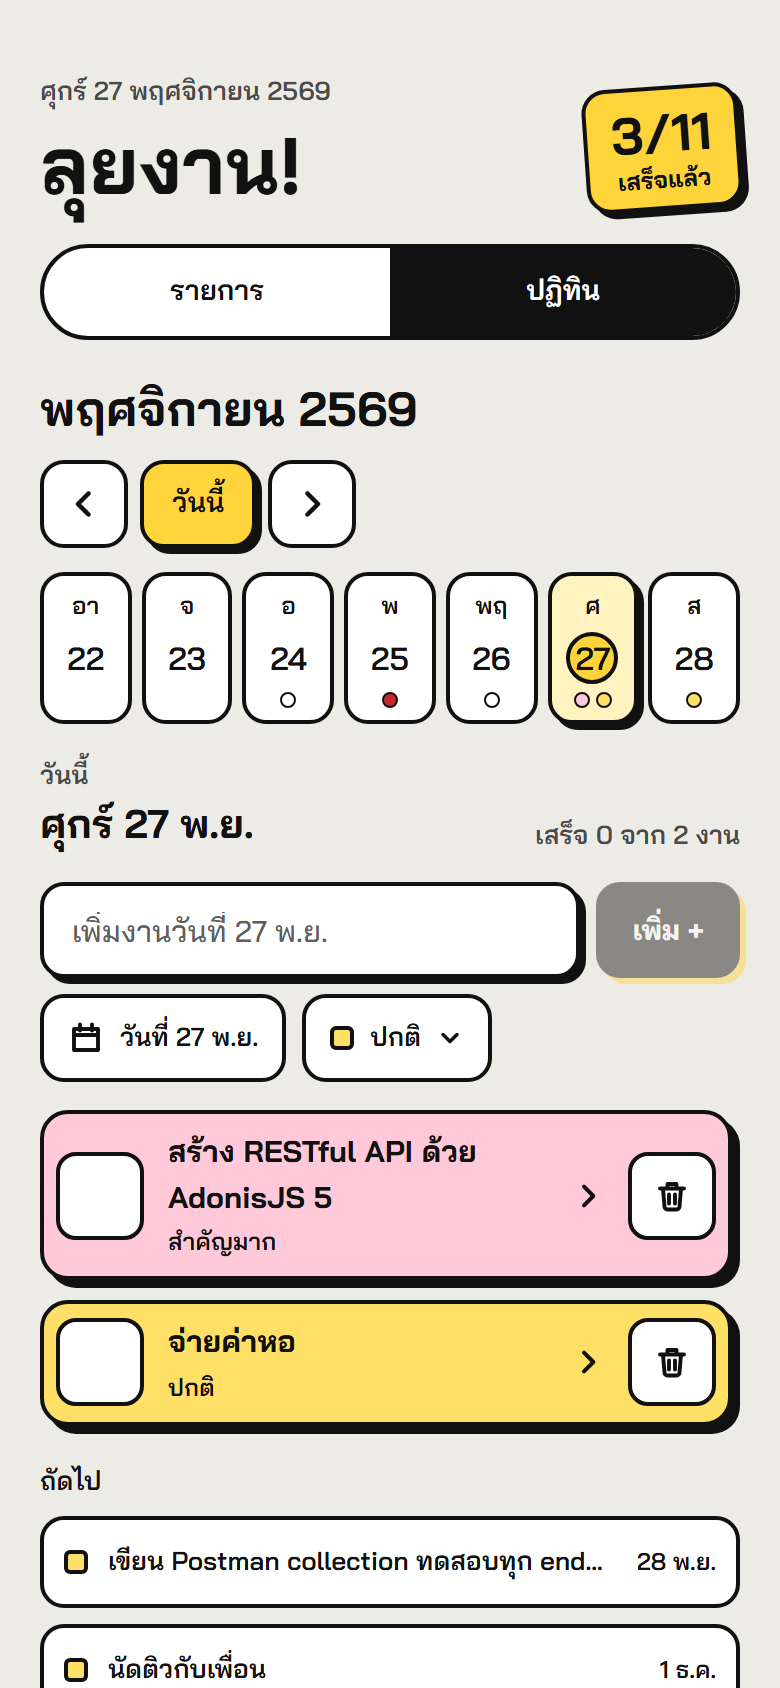 ศุกร์ 27 พฤศจิกายน 2569
ลุยงาน!
3/11
เสร็จแล้ว
รายการ
ปฏิทิน
พฤศจิกายน 2569
วันนี้
อา จ อ พ พฤ ศ ส
22 23 24 25 26 27 28
วันนี้
ศุกร์ 27 พ.ย.
เสร็จ 0 จาก 2 งาน
เพิ่มงานวันที่ 27 พ.ย.
เพิ่ม +
วันที่ 27 พ.ย.
ปกติ
สร้าง RESTful API ด้วย
AdonisJS 5
สำคัญมาก
จ่ายค่าหอ
ปกติ
ถัดไป
เขียน Postman collection ทดสอบทุก end...
28 พ.ย.
นัดติวกับเพื่อน
1 ธ.ค.